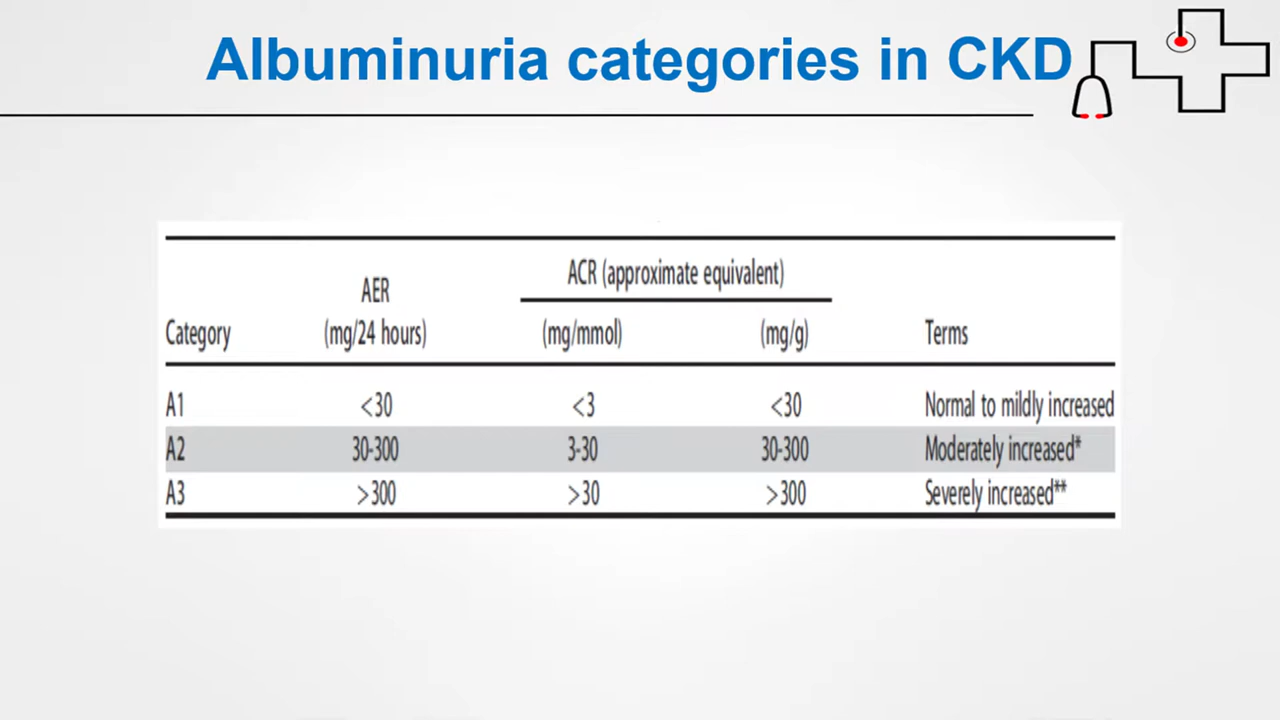 Albuminuria categories in CKD
AER ACR (approximate equivalent)
Category (mg/24 hours) (mg/mmol) (mg/g) Terms
A1 <30 <3 <30 Normal to mildly increased
A2 30-300 3-30 30-300 Moderately increased*
A3 >300 >30 >300 Severely increased**